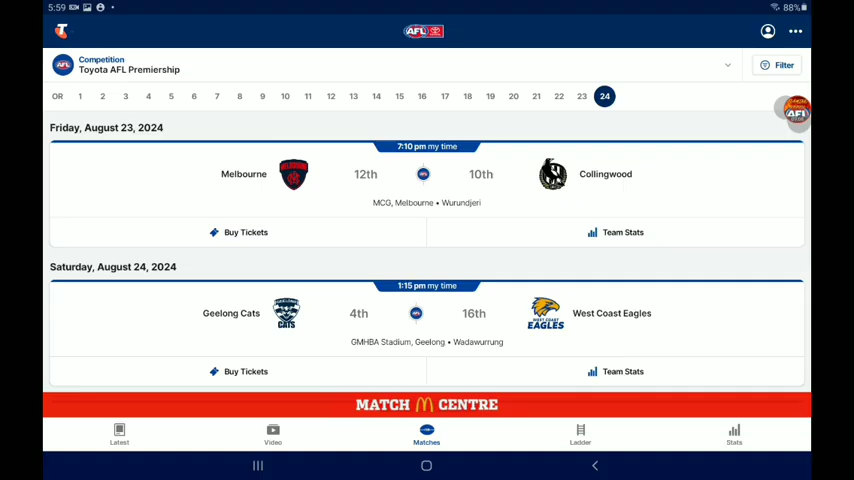 5:59 88%
AFL
Competition
Toyota AFL Premiership
Filter
OR 1 2 3 4 5 6 7 8 9 10 11 12 13 14 15 16 17 18 19 20 21 22 23 24
AFL
Friday, August 23, 2024
7:10 pm my time
Melbourne 12th 10th Collingwood
MCG, Melbourne • Wurundjeri
Buy Tickets Team Stats
Saturday, August 24, 2024
1:15 pm my time
Geelong Cats CATS 4th 16th WEST COAST EAGLES West Coast Eagles
GMHBA Stadium, Geelong • Wadawurrung
Buy Tickets Team Stats
MATCH CENTRE
Latest Video Matches Ladder Stats